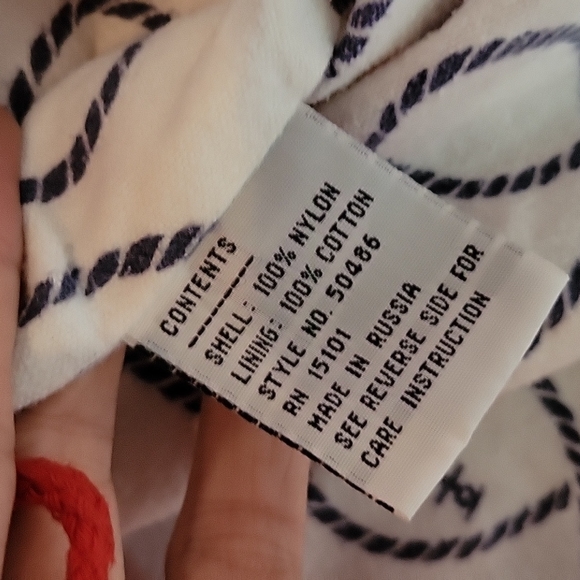 CONTENTS
SHELL: 100% NYLON
LINING: 100% COTTON
STYLE NO. 50486
RN 15101
MADE IN RUSSIA
SEE REVERSE SIDE FOR
CARE INSTRUCTION